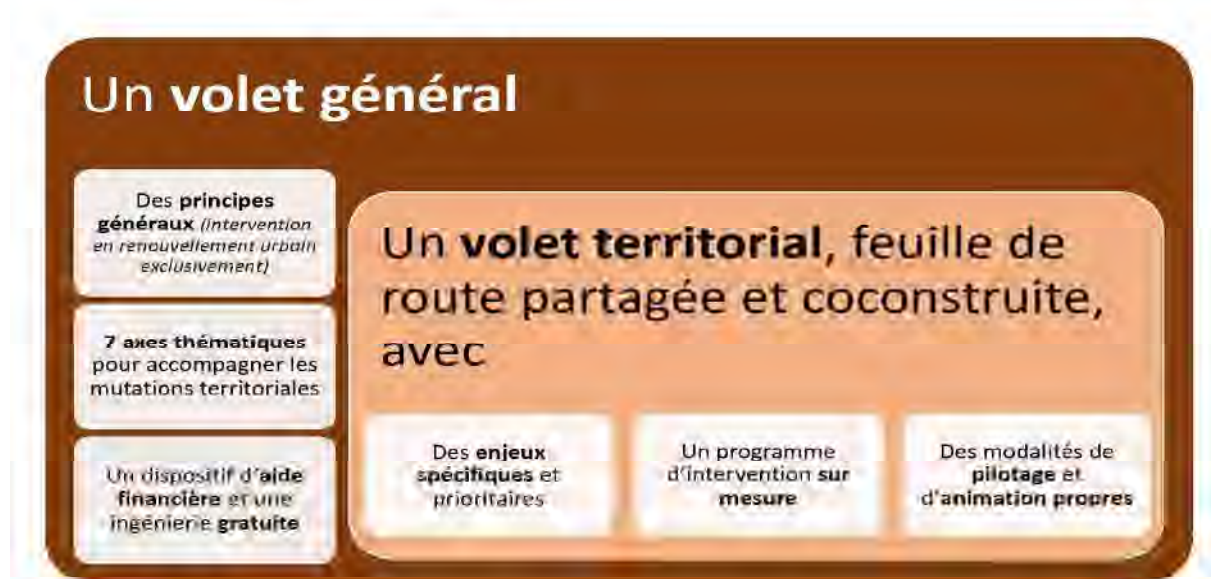 Un volet général
Des principes
généraux (intervention
en renouvellement urbain
exclusivement)
7 axes thématiques
pour accompagner les
mutations territoriales
Un dispositif d'aide
financière et une
ingénierie gratuite
Un volet territorial, feuille de
route partagée et coconstruite,
avec
Des enjeux
spécifiques et
prioritaires
Un programme
d'intervention sur
mesure
Des modalités de
pilotage et
d'animation propres